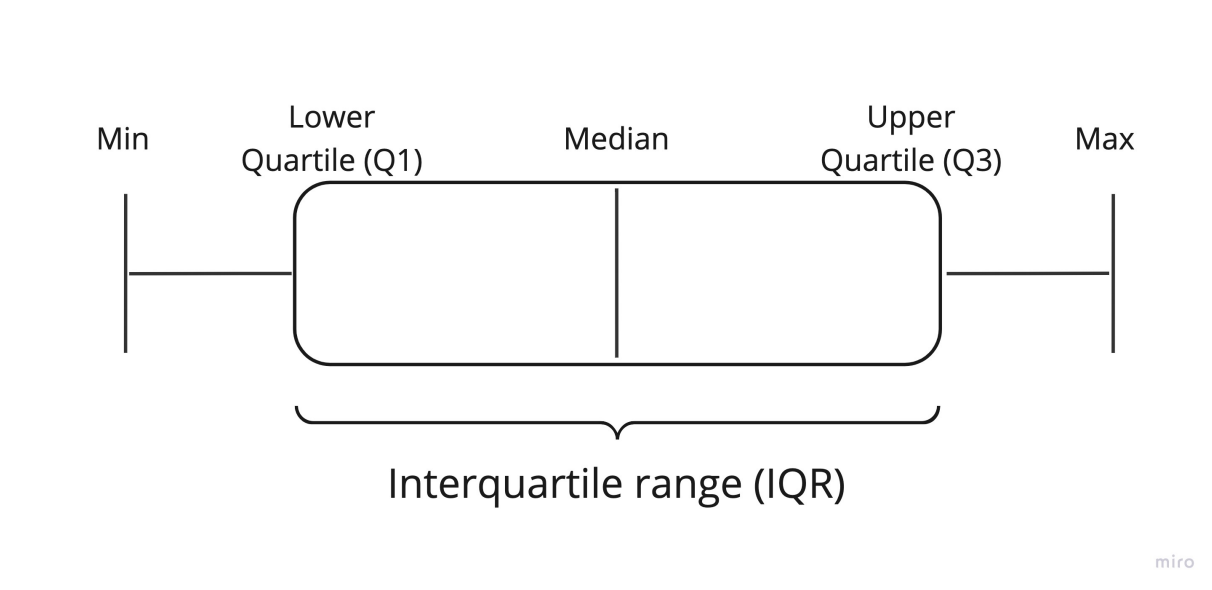 Min
Lower
Quartile (Q1)
Median
Upper
Quartile (Q3)
Max
Interquartile range (IQR)
miro